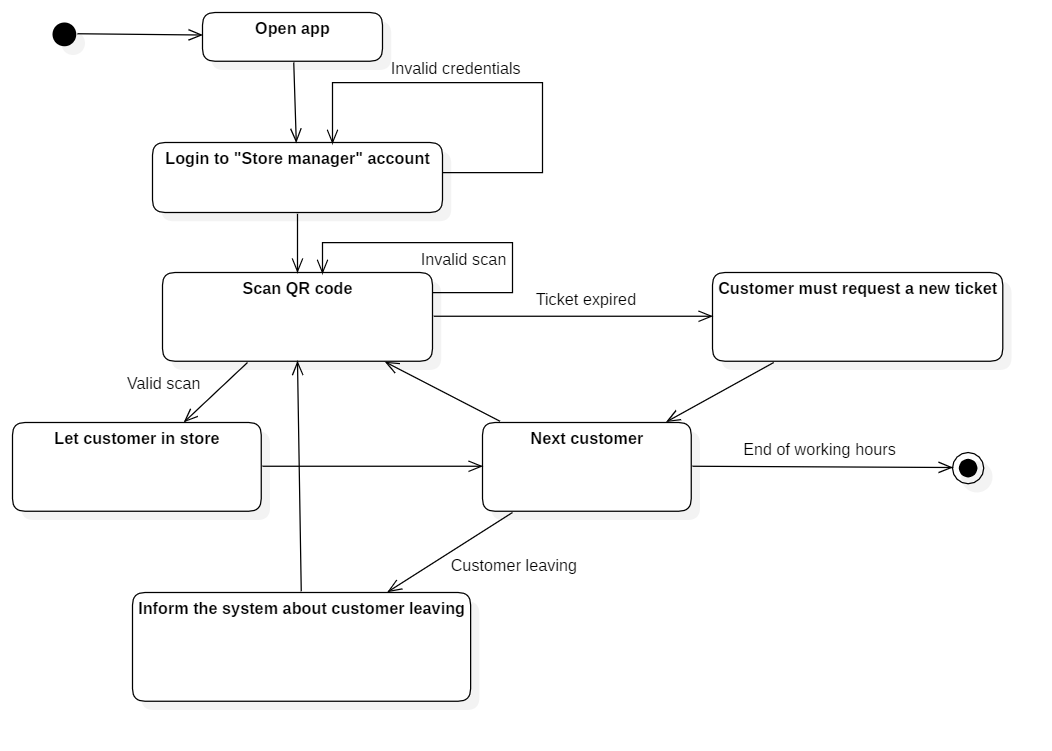 Open app
Invalid credentials
Login to "Store manager" account
Invalid scan
Scan QR code
Customer must request a new ticket
Ticket expired
Valid scan
Let customer in store
Next customer
End of working hours
Customer leaving
Inform the system about customer leaving